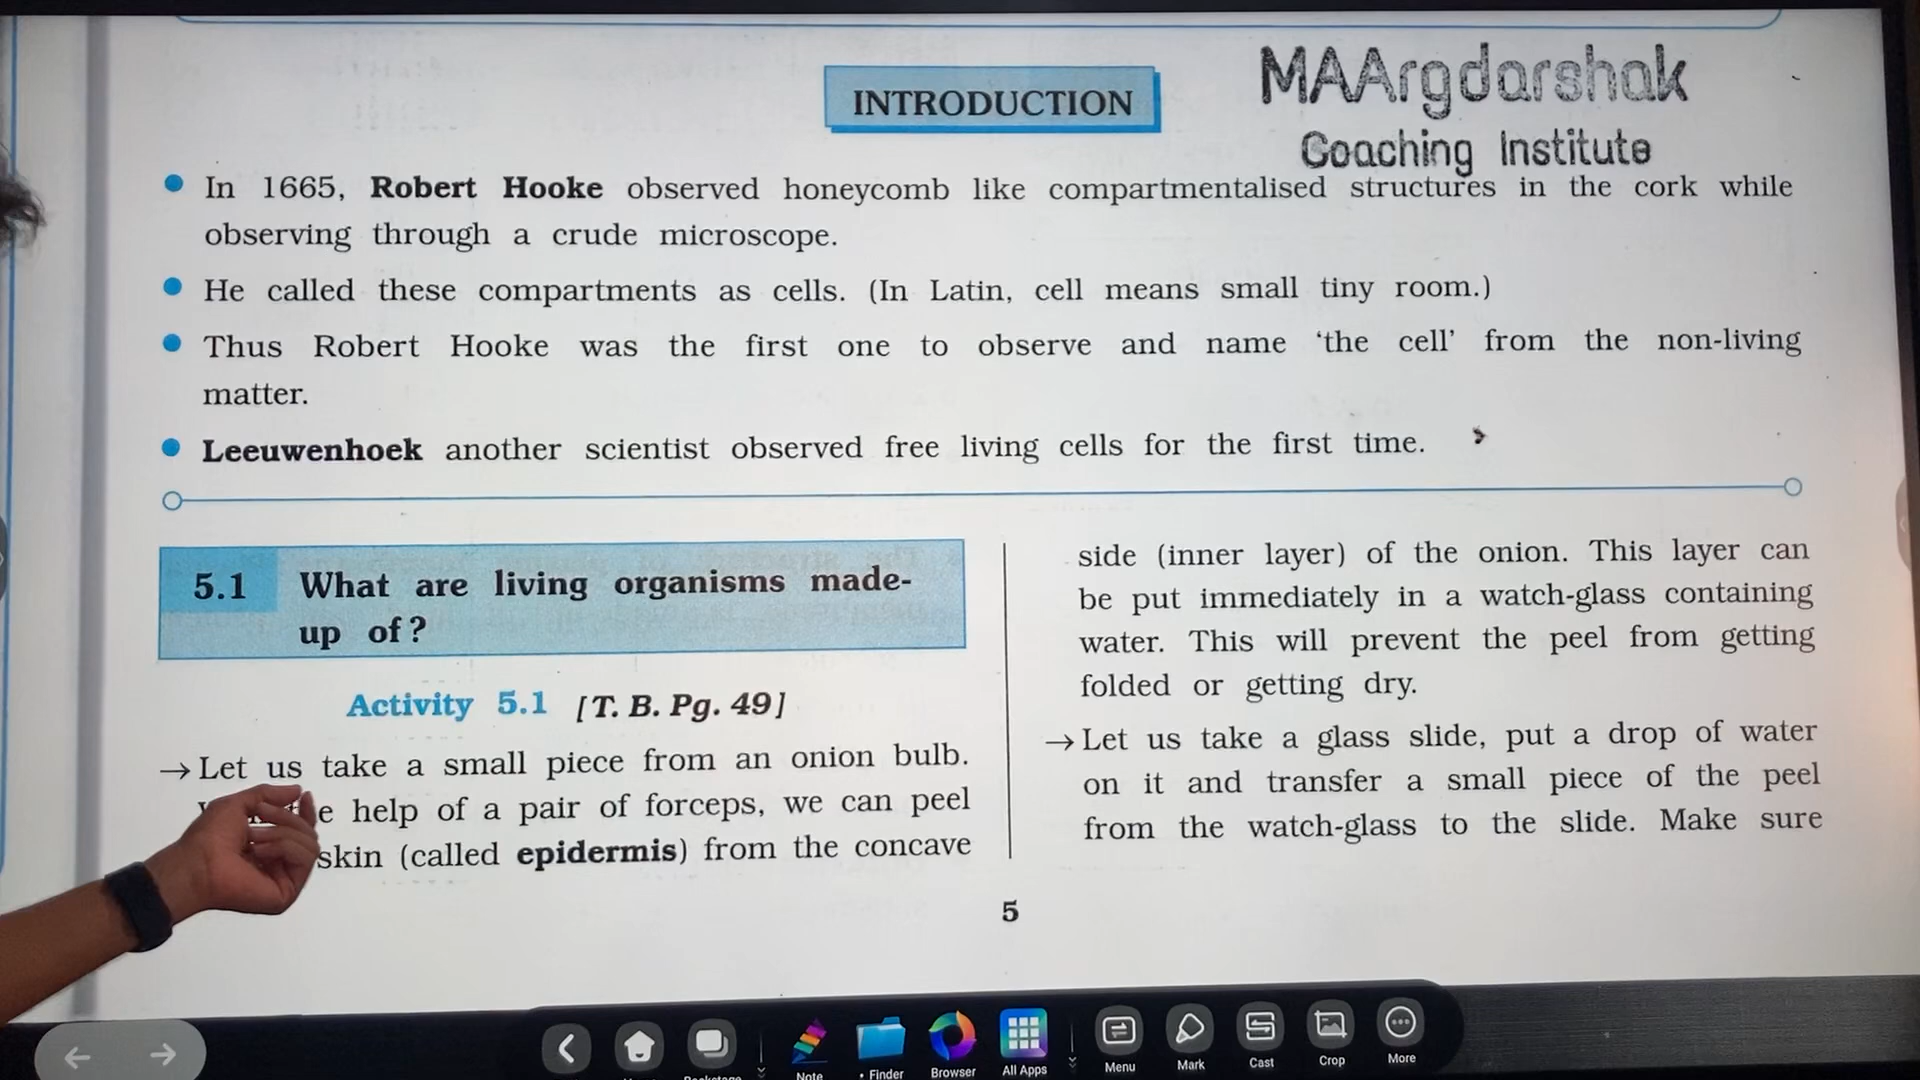 MAArgdarshak
Coaching Institute
INTRODUCTION
In 1665, Robert Hooke observed honeycomb like compartmentalised structures in the cork while
observing through a crude microscope.
He called these compartments as cells. (In Latin, cell means small tiny room.)
Thus Robert Hooke was the first one to observe and name ‘the cell’ from the non-living
matter.
Leeuwenhoek another scientist observed free living cells for the first time.
5.1 What are living organisms made-
up of?
Activity 5.1 [T. B. Pg. 49]
→ Let us take a small piece from an onion bulb.
help of a pair of forceps, we can peel
skin (called epidermis) from the concave
side (inner layer) of the onion. This layer can
be put immediately in a watch-glass containing
water. This will prevent the peel from getting
folded or getting dry.
→ Let us take a glass slide, put a drop of water
on it and transfer a small piece of the peel
from the watch-glass to the slide. Make sure
5
Note
• Finder
Browser
All Apps
Menu
Mark
Cast
Crop
More